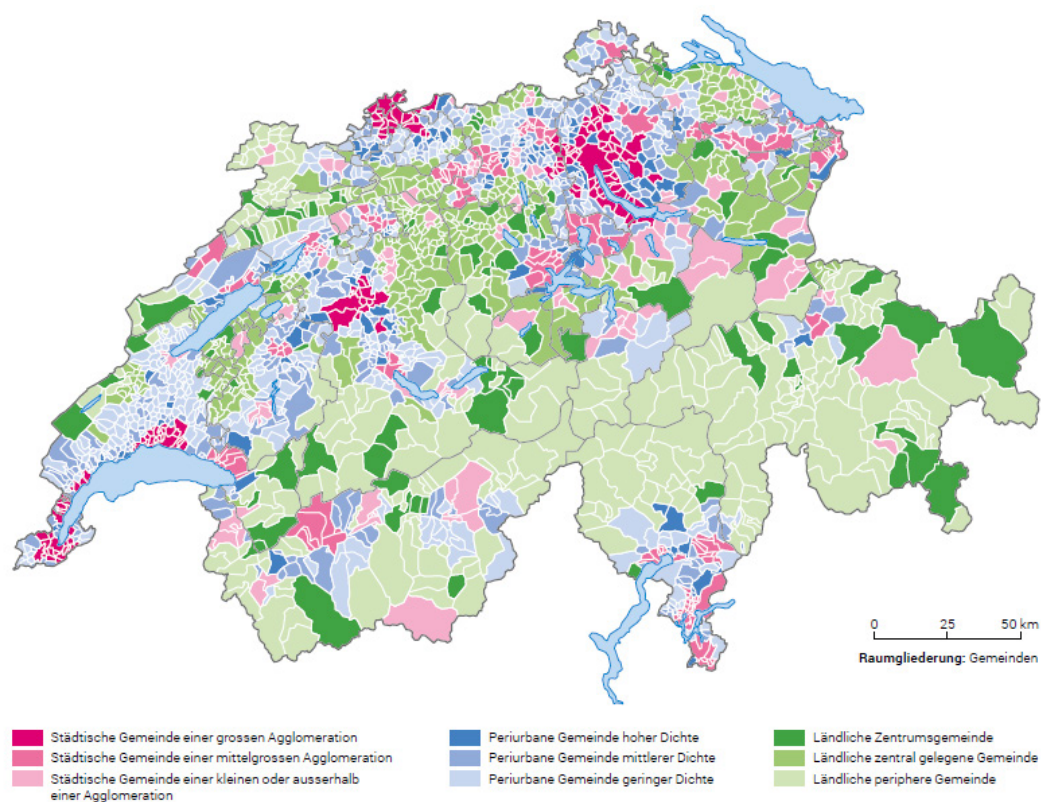 0 25 50 km
Raumgliederung: Gemeinden
Städtische Gemeinde einer grossen Agglomeration
Städtische Gemeinde einer mittelgrossen Agglomeration
Städtische Gemeinde einer kleinen oder ausserhalb
einer Agglomeration
Periurbane Gemeinde hoher Dichte
Periurbane Gemeinde mittlerer Dichte
Periurbane Gemeinde geringer Dichte
Ländliche Zentrumsgemeinde
Ländliche zentral gelegene Gemeinde
Ländliche periphere Gemeinde